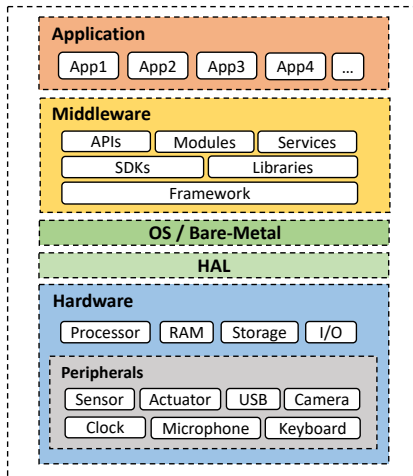 Application
App1 App2 App3 App4 ...
Middleware
APIs Modules Services
SDKs Libraries
Framework
OS / Bare-Metal
HAL
Hardware
Processor RAM Storage I/O
Peripherals
Sensor Actuator USB Camera
Clock Microphone Keyboard